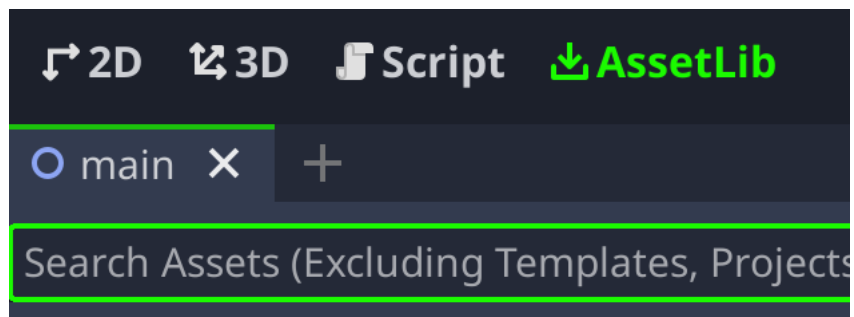 2D 3D Script AssetLib
main
Search Assets (Excluding Templates, Projects